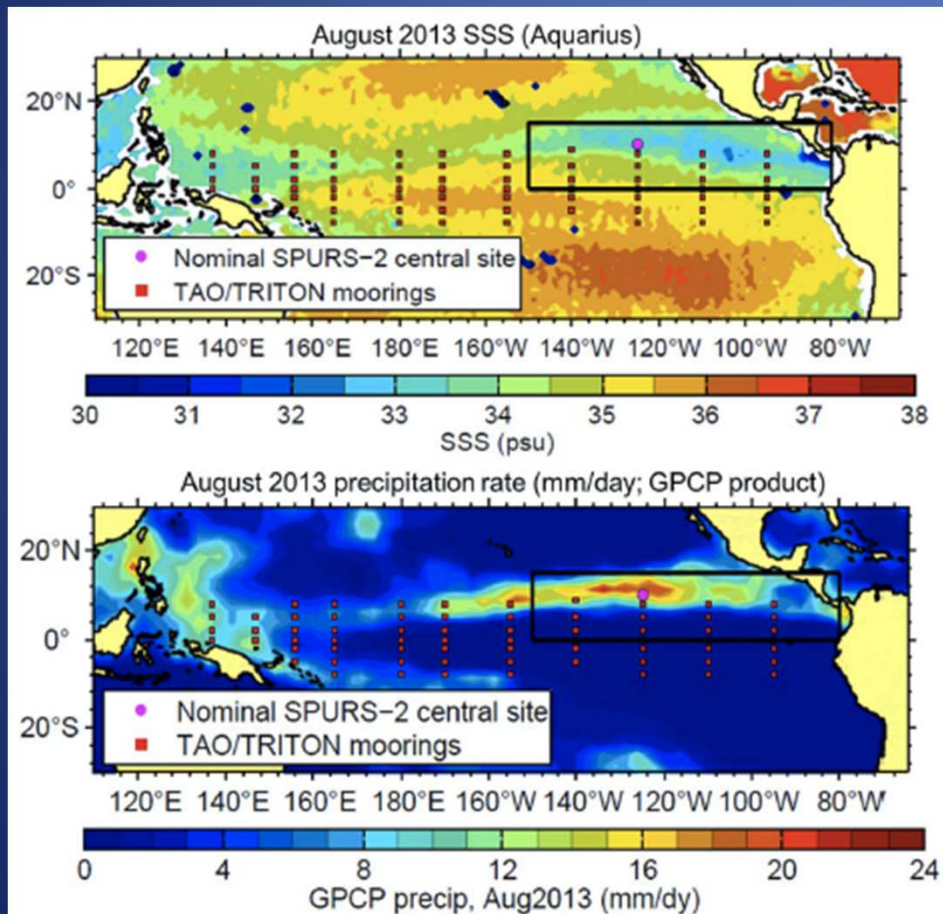 August 2013 SSS (Aquarius)
20°N
0°
20°S
Nominal SPURS−2 central site
TAO/TRITON moorings
120°E 140°E 160°E 180°W 160°W 140°W 120°W 100°W 80°W
30 31 32 33 34 35 36 37 38
SSS (psu)
August 2013 precipitation rate (mm/day; GPCP product)
20°N
0°
20°S
Nominal SPURS−2 central site
TAO/TRITON moorings
120°E 140°E 160°E 180°W 160°W 140°W 120°W 100°W 80°W
0 4 8 12 16 20 24
GPCP precip, Aug2013 (mm/dy)